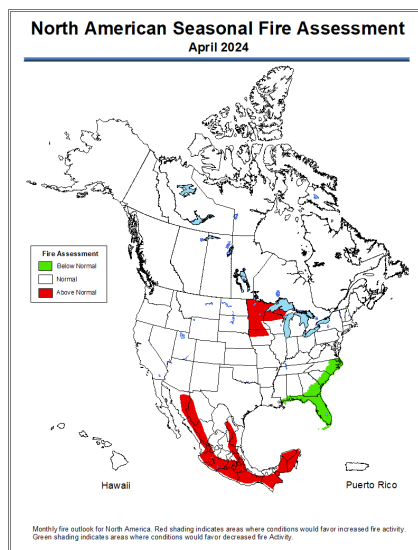 North American Seasonal Fire Assessment
April 2024
Fire Assessment
Below Normal
Normal
Above Normal
Hawaii
Puerto Rico
Monthly fire outlook for North America. Red shading indicates areas where conditions would favor increased fire activity.
Green shading indicates areas where conditions would favor decreased fire Activity.